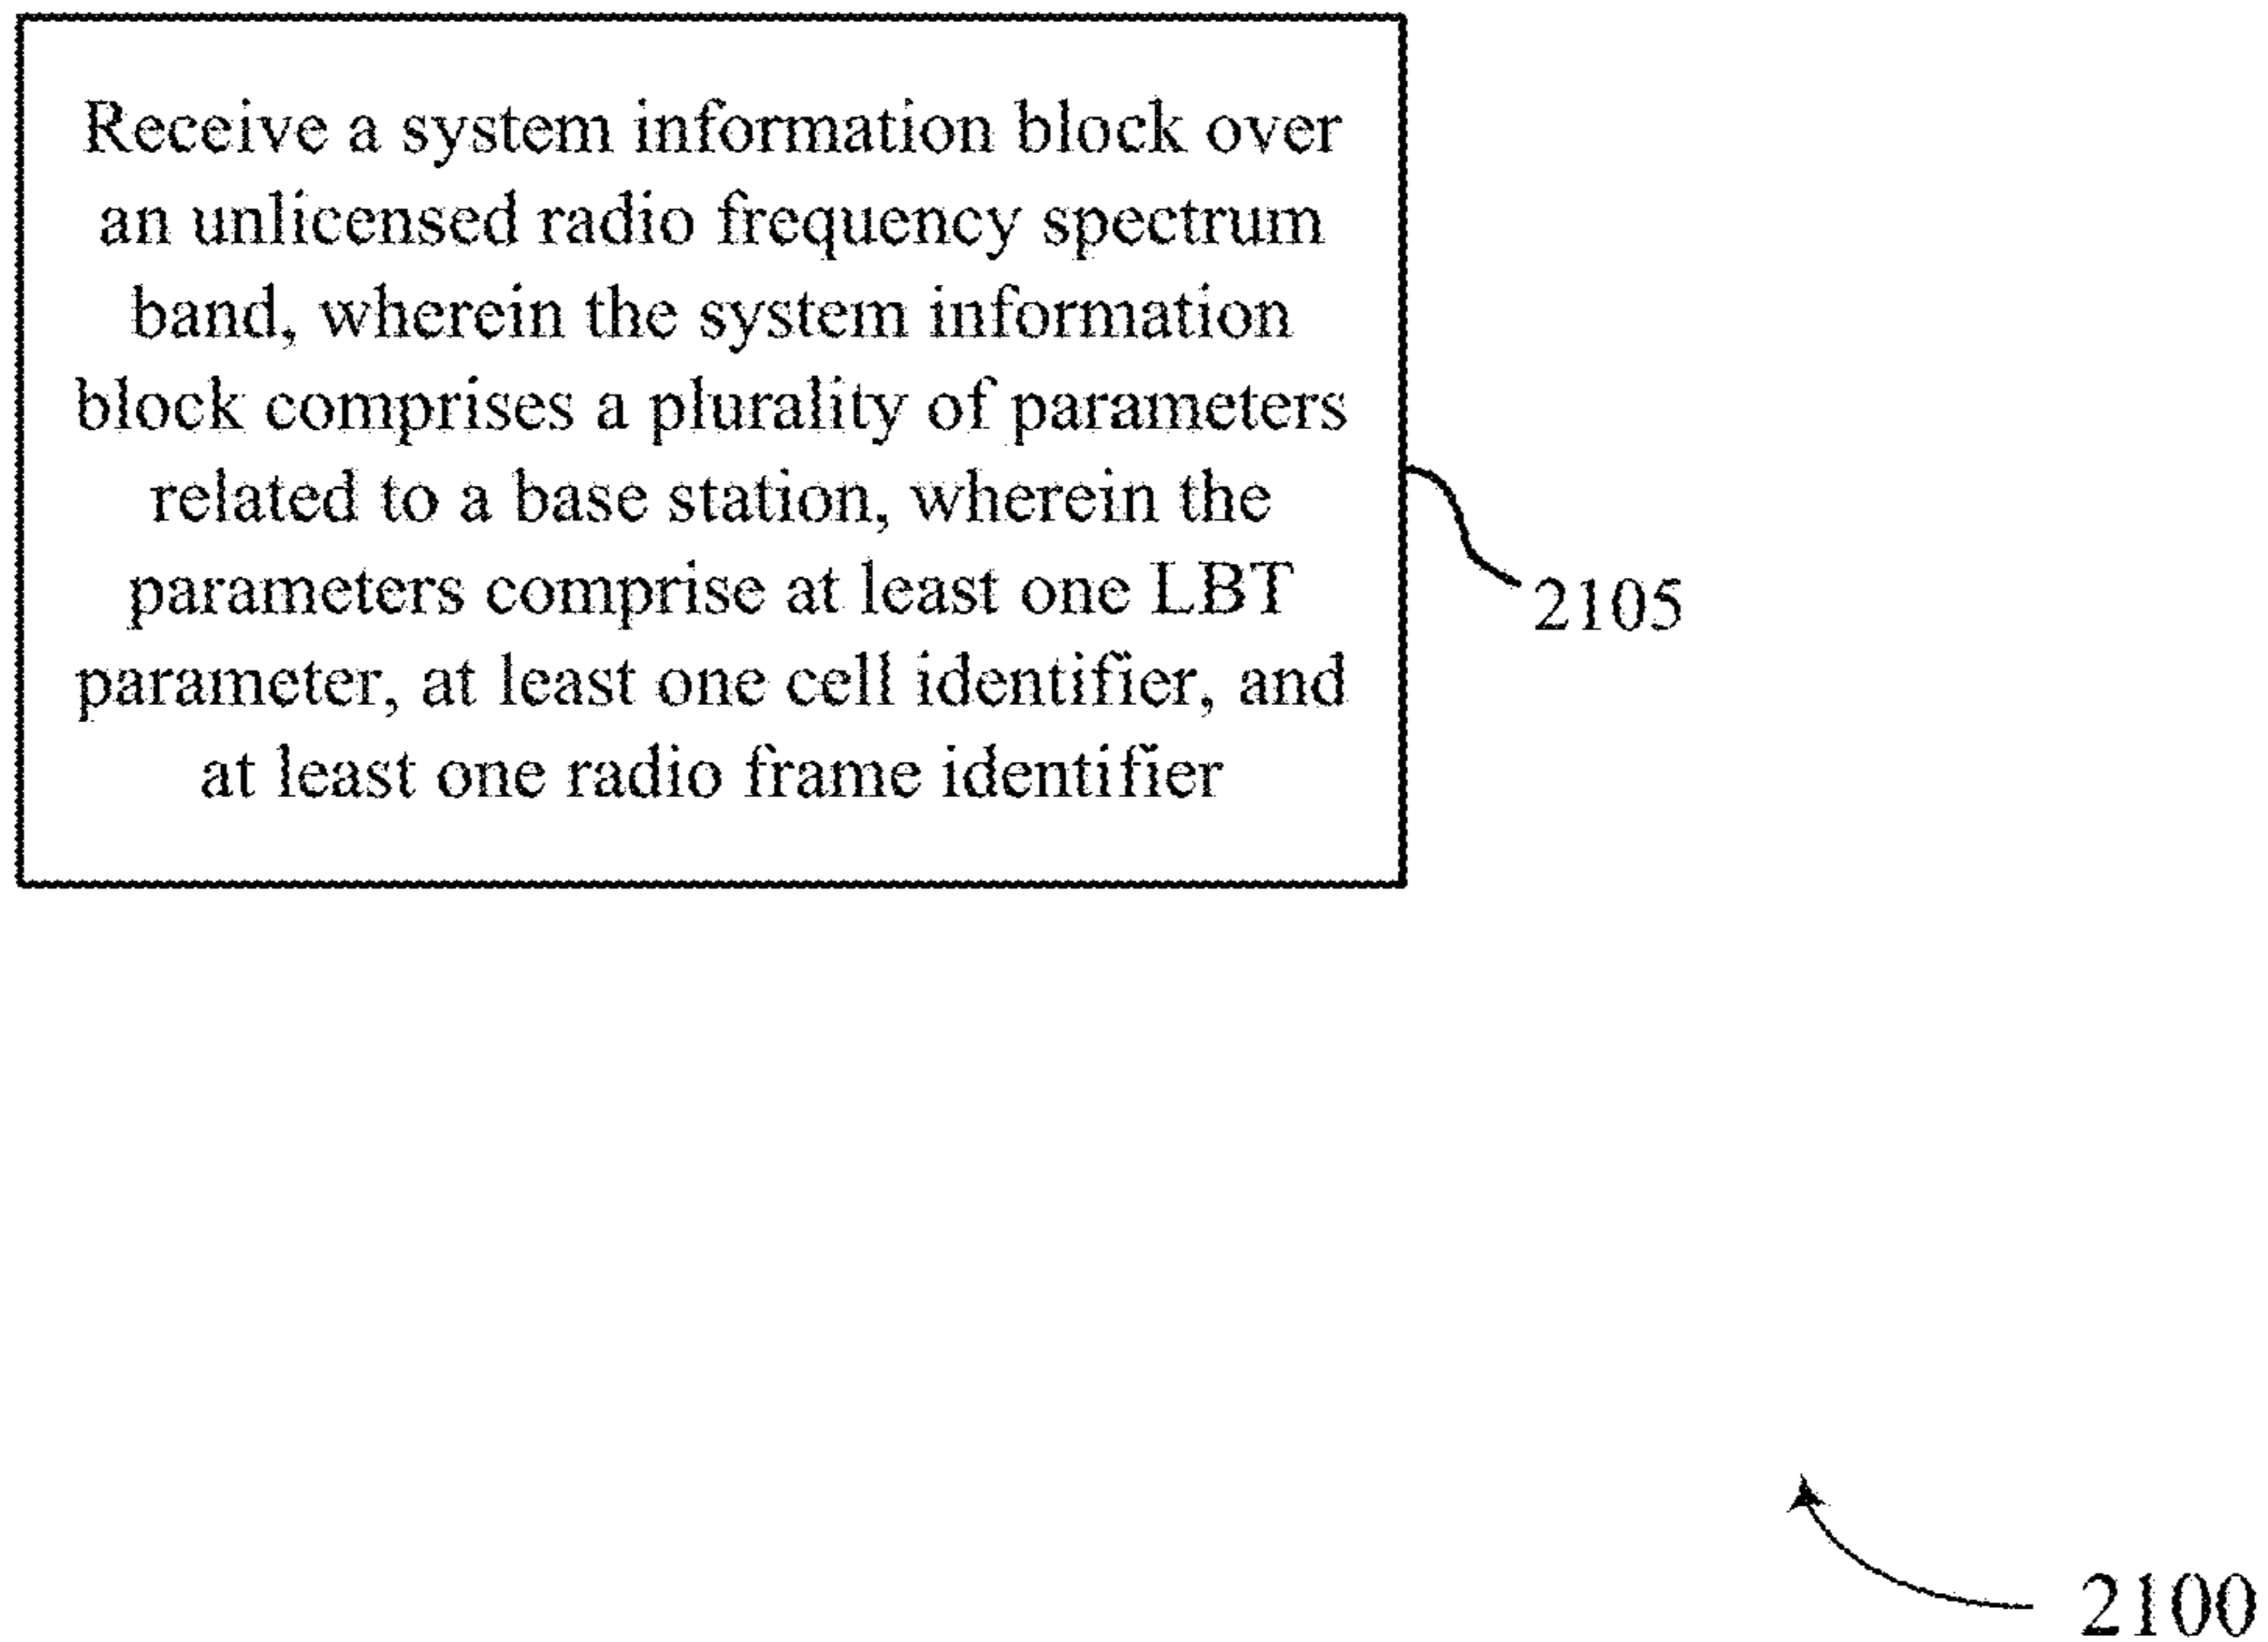 Receive a system information block over
an unlicensed radio frequency spectrum
band, wherein the system information
block comprises a plurality of parameters
related to a base station, wherein the
parameters comprise at least one LBT
parameter, at least one cell identifier, and
at least one radio frame identifier
2105
2100